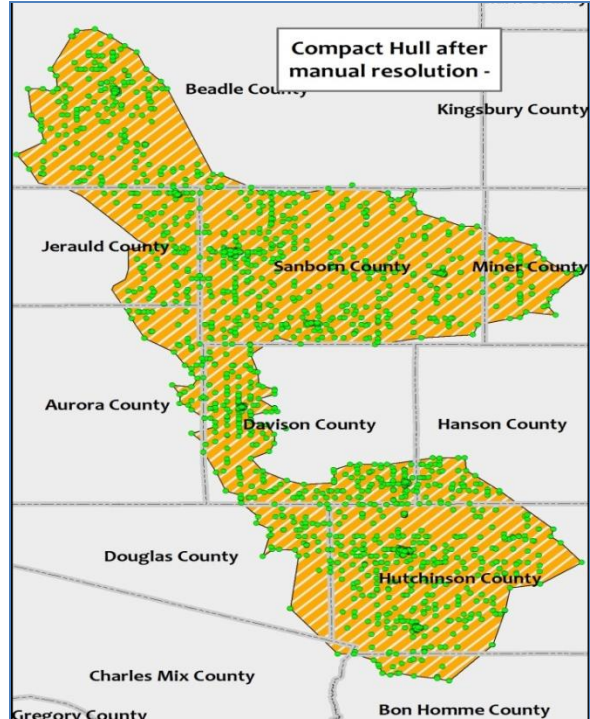 Compact Hull after
manual resolution -
Beadle County
Kingsbury County
Jerauld County
Sanborn County
Miner County
Aurora County
Davison County
Hanson County
Douglas County
Hutchinson County
Charles Mix County
Gregory County
Bon Homme County